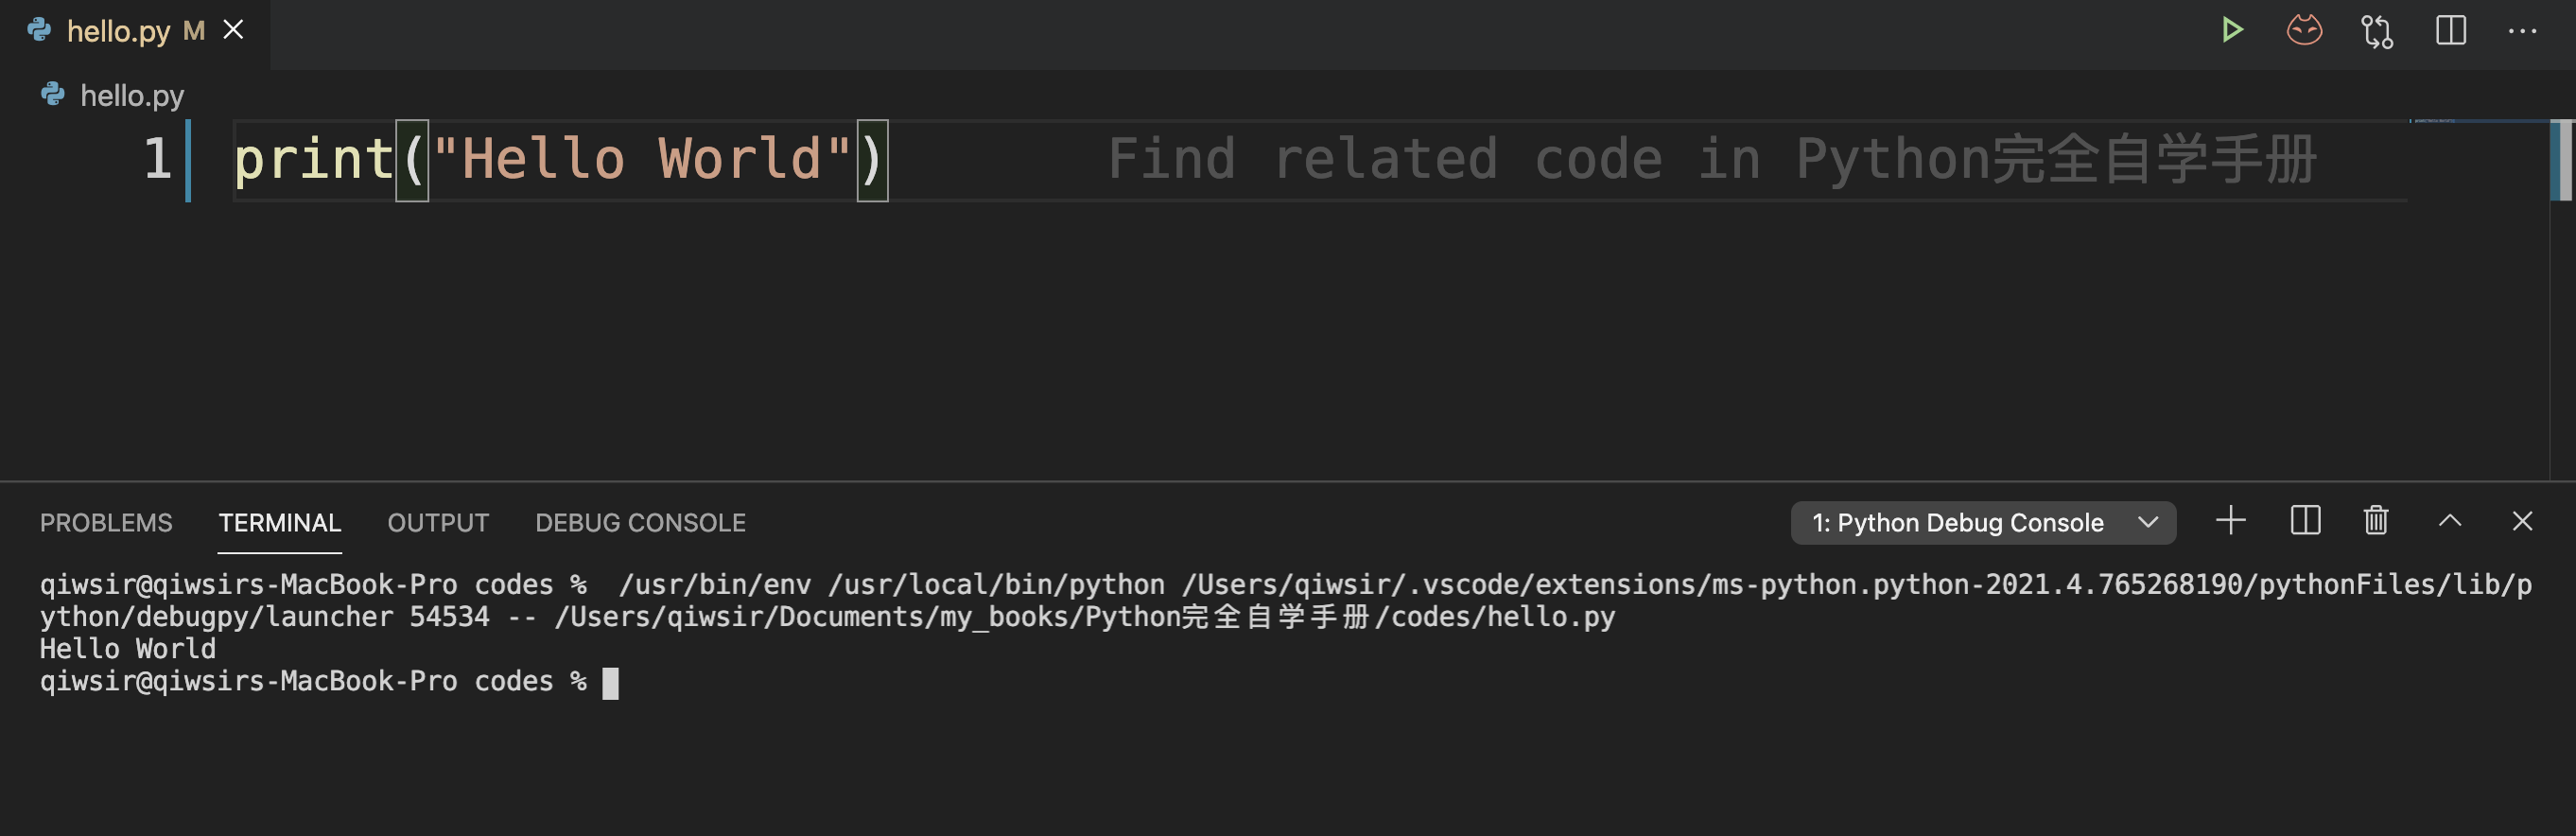 hello.py M
hello.py
1 print("Hello World") Find related code in Python完全自学手册
PROBLEMS TERMINAL OUTPUT DEBUG CONSOLE 1: Python Debug Console
qiwsir@qiwsirs-MacBook-Pro codes %  /usr/bin/env /usr/local/bin/python /Users/qiwsir/.vscode/extensions/ms-python.python-2021.4.765268190/pythonFiles/lib/p
ython/debugpy/launcher 54534 -- /Users/qiwsir/Documents/my_books/Python完全自学手册/codes/hello.py
Hello World
qiwsir@qiwsirs-MacBook-Pro codes %